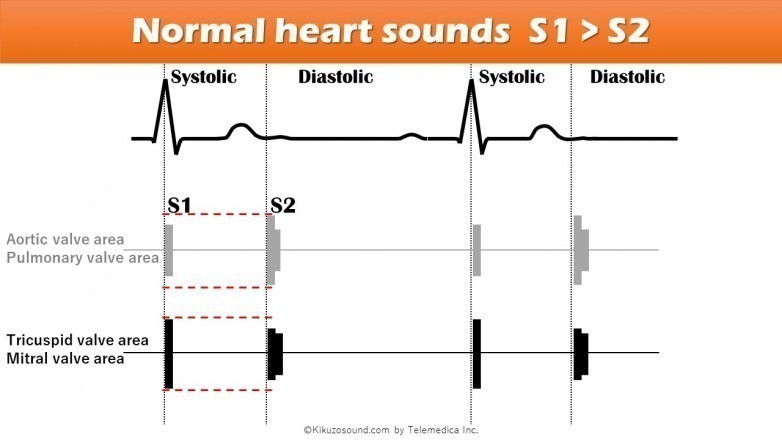 Normal heart sounds S1 > S2
Systolic Diastolic Systolic Diastolic
S1 S2
Aortic valve area
Pulmonary valve area
Tricuspid valve area
Mitral valve area
©Kikuzosound.com by Telemedica Inc.